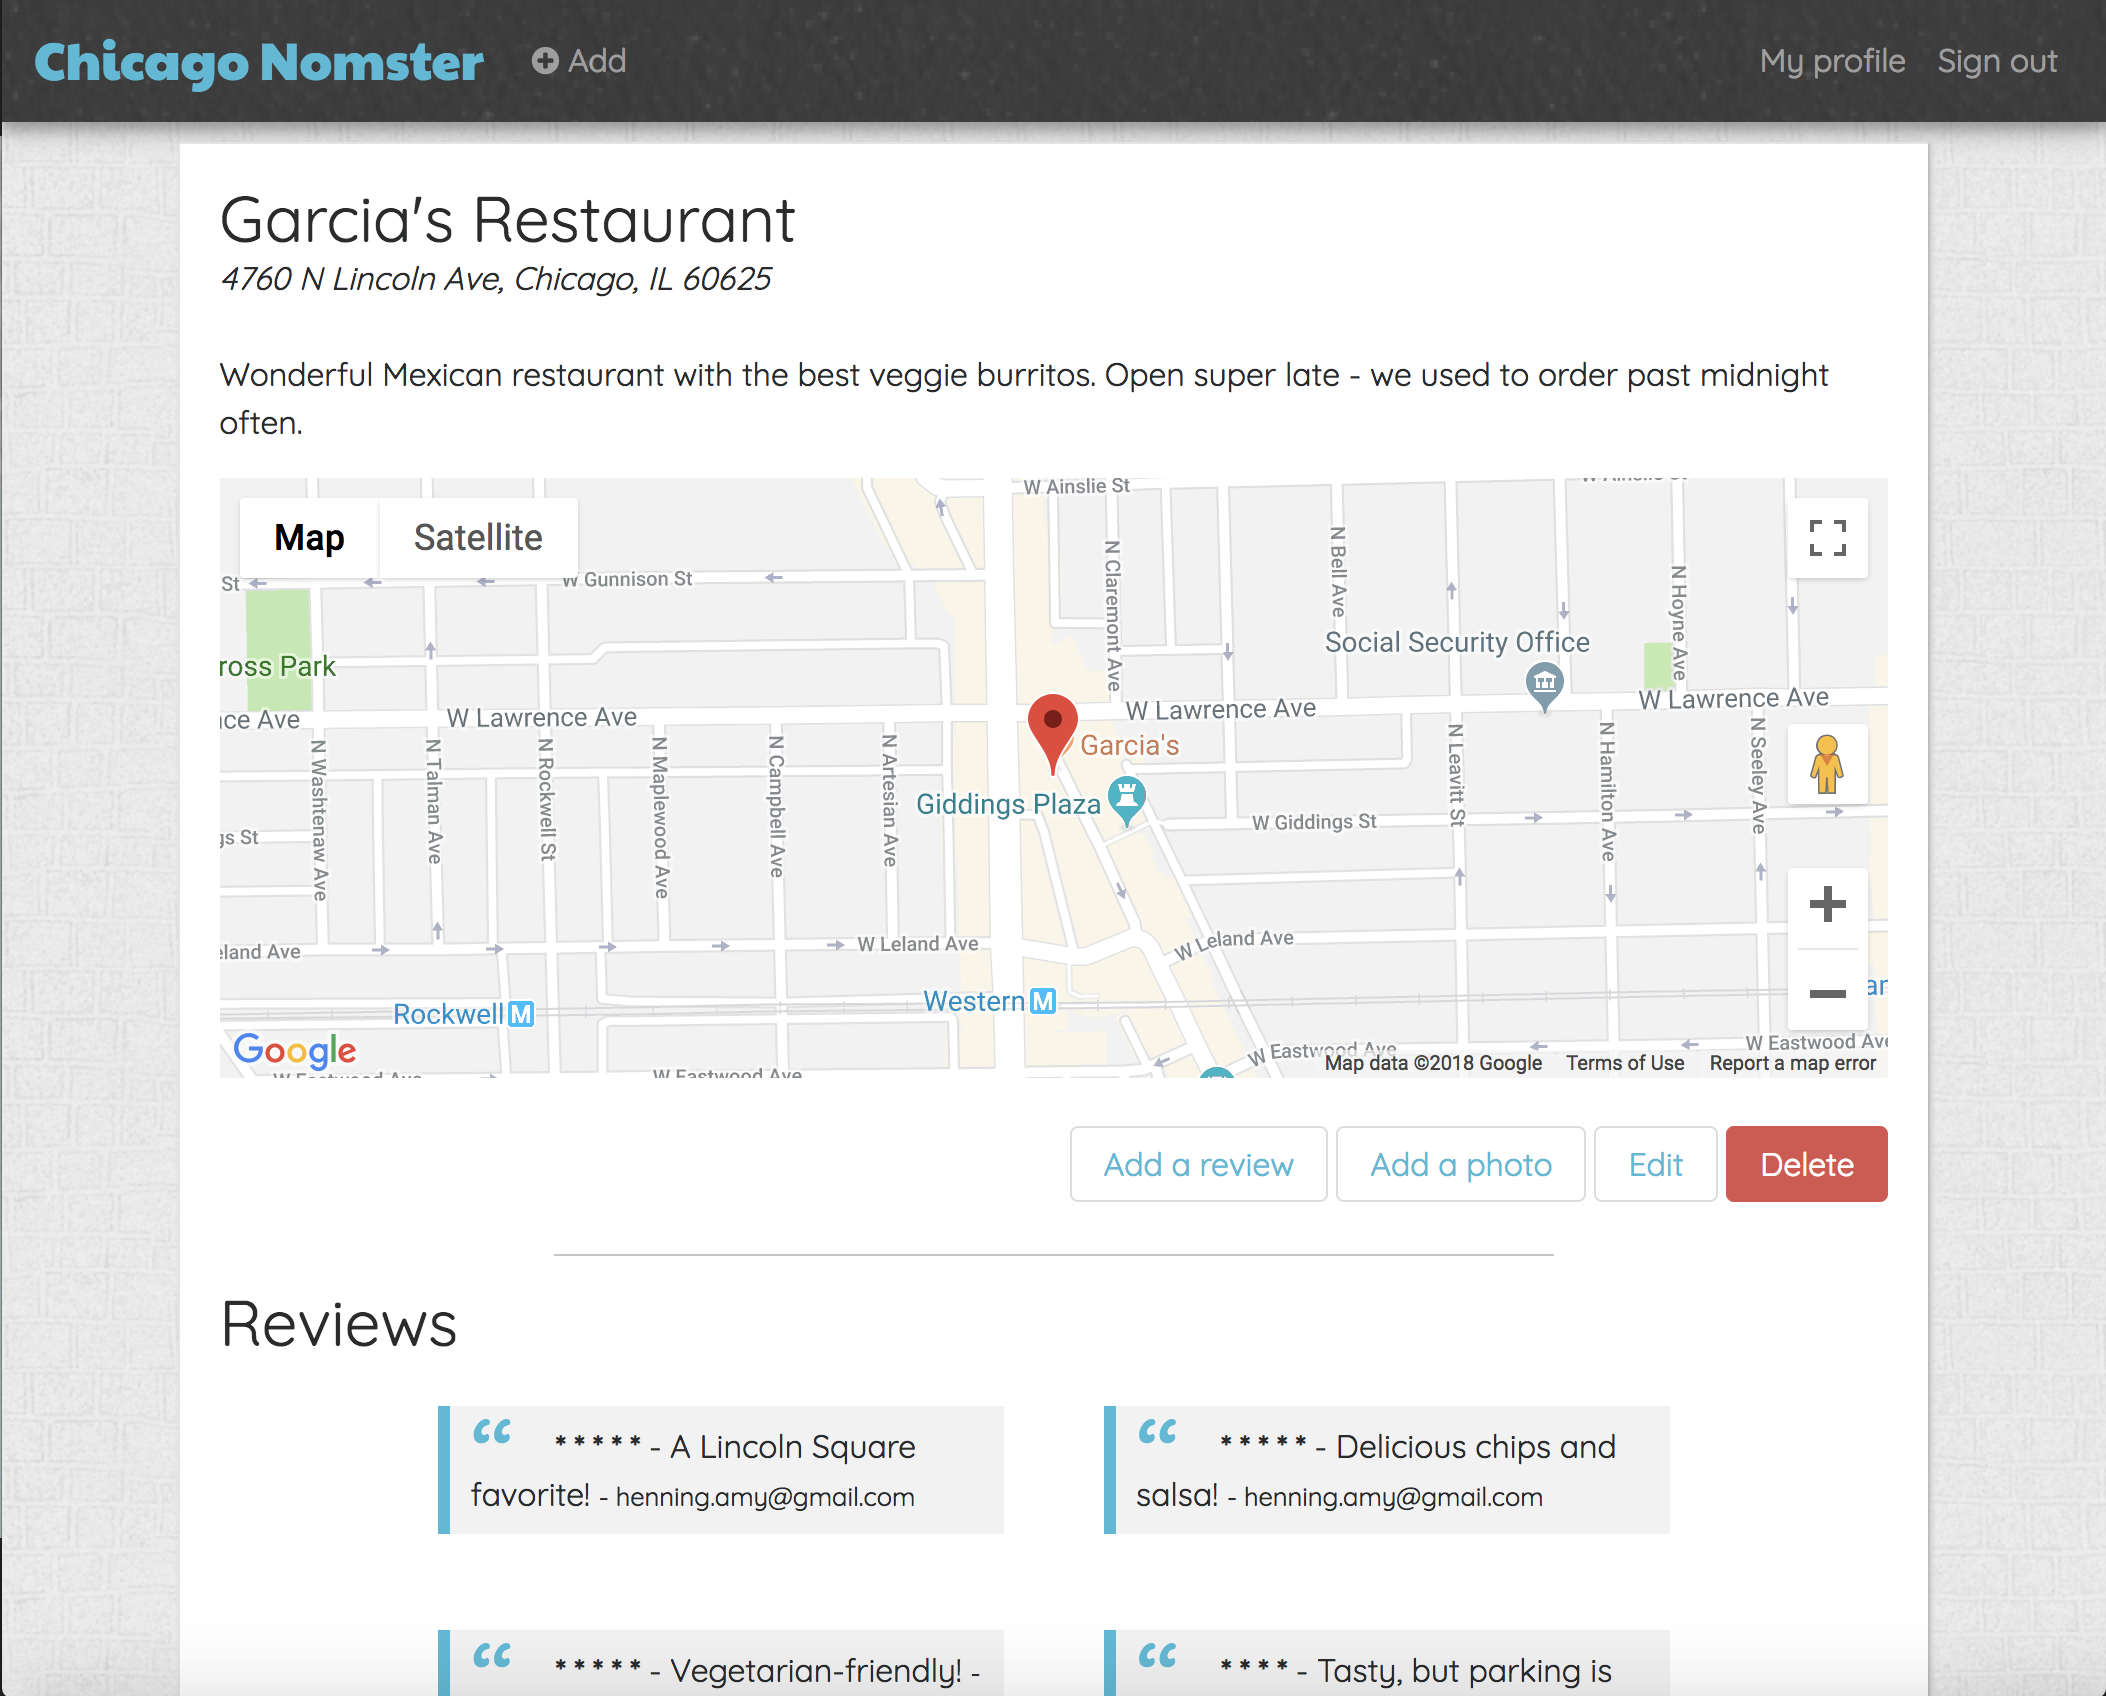 Chicago Nomster
Add
My profile
Sign out
Garcia's Restaurant
4760 N Lincoln Ave, Chicago, IL 60625
Wonderful Mexican restaurant with the best veggie burritos. Open super late - we used to order past midnight
often.
Map
Satellite
W Ainslie St
W Ainslie St
St
W Gunnison St
N Claremont Ave
N Bell Ave
N Hoyne Ave
Social Security Office
ross Park
nce Ave
W Lawrence Ave
W Lawrence Ave
W Lawrence Ave
Garcia's
Giddings Plaza
N Washtenaw Ave
N Talman Ave
N Rockwell St
N Maplewood Ave
N Campbell Ave
N Artesian Ave
N Leavitt St
N Hamilton Ave
N Seeley Ave
gs St
W Giddings St
eland Ave
W Leland Ave
W Leland Ave
Rockwell M
Western M
Google
W Eastwood Ave
W Eastwood Ave
W Eastwood Ave
W Eastwood Ave
Map data ©2018 Google
Terms of Use
Report a map error
Add a review
Add a photo
Edit
Delete
Reviews
“ * * * * * - A Lincoln Square
favorite! - henning.amy@gmail.com
“ * * * * * - Delicious chips and
salsa! - henning.amy@gmail.com
“ * * * * * - Vegetarian-friendly! -
“ * * * * - Tasty, but parking is